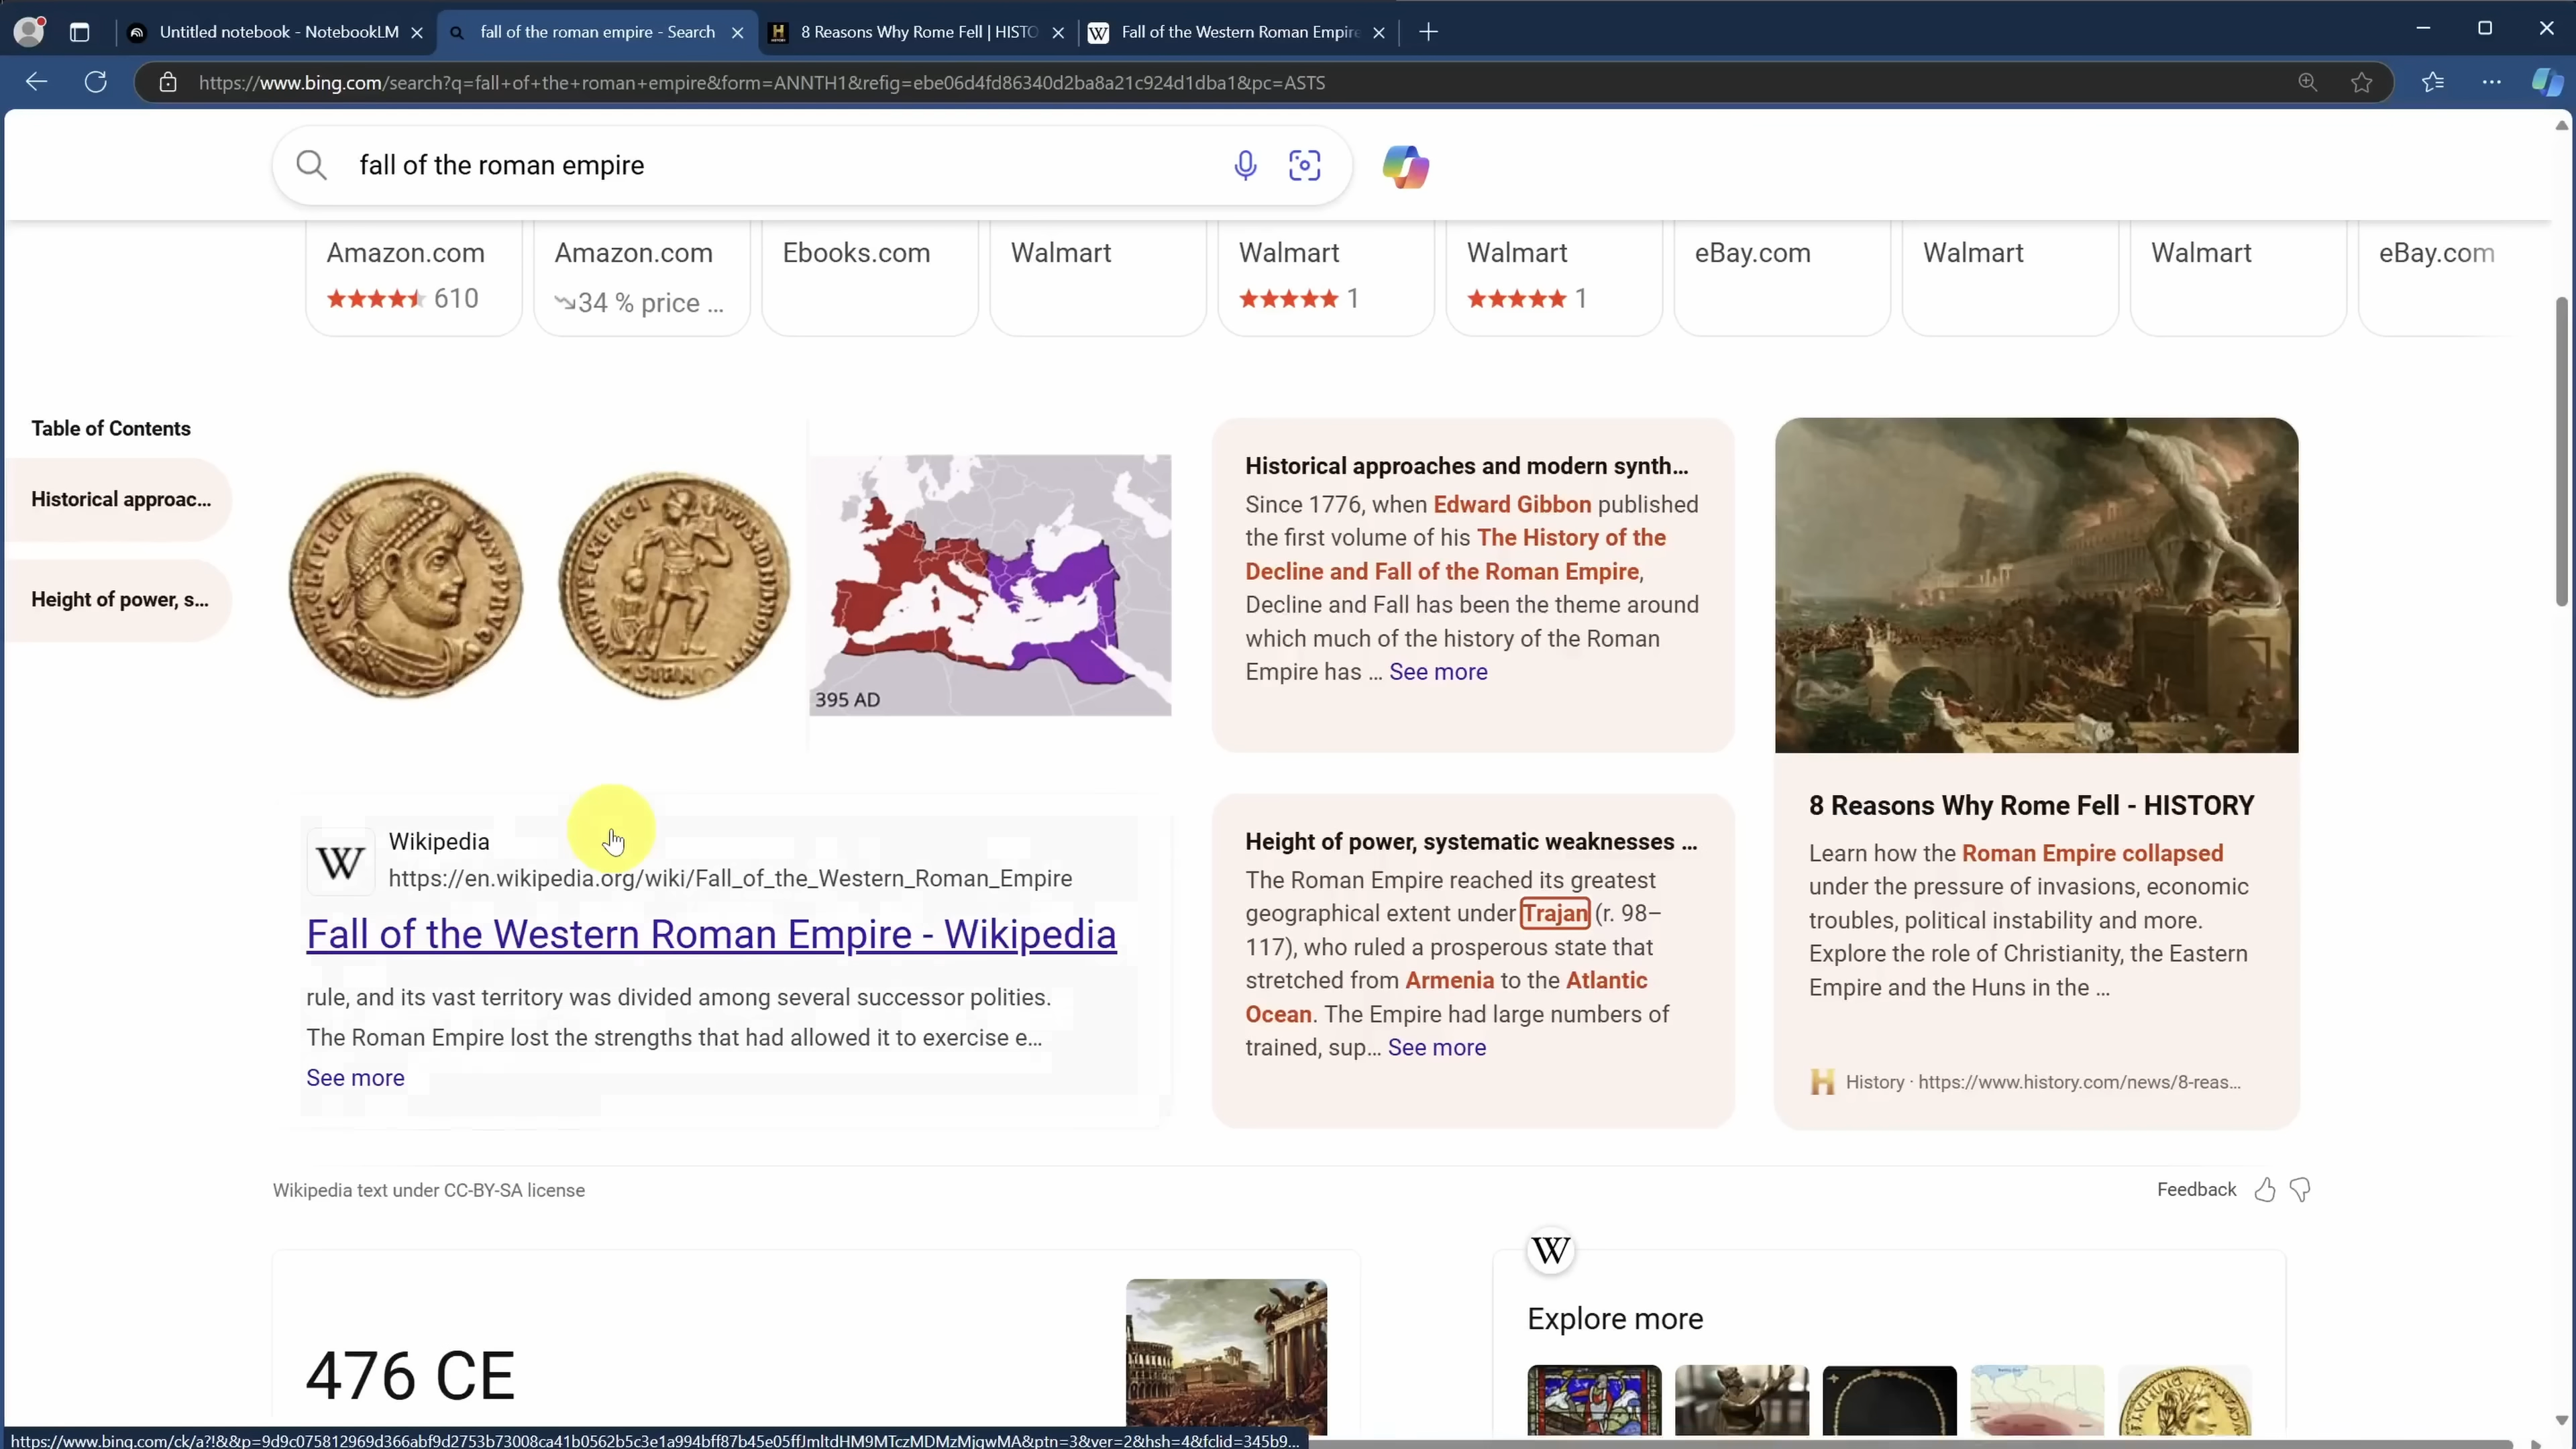 Untitled notebook - NotebookLM
fall of the roman empire - Search
8 Reasons Why Rome Fell | HISTO
Fall of the Western Roman Empire
https://www.bing.com/search?q=fall+of+the+roman+empire&form=ANNTH1&refig=ebe06d4fd86340d2ba8a21c924d1dba1&pc=ASTS
fall of the roman empire
Amazon.com
610
Amazon.com
34 % price ...
Ebooks.com
Walmart
Walmart
1
Walmart
1
eBay.com
Walmart
Walmart
eBay.com
Table of Contents
Historical approac...
Height of power, s...
395 AD
Wikipedia
https://en.wikipedia.org/wiki/Fall_of_the_Western_Roman_Empire
Fall of the Western Roman Empire - Wikipedia
rule, and its vast territory was divided among several successor polities.
The Roman Empire lost the strengths that had allowed it to exercise e...
See more
Historical approaches and modern synth...
Since 1776, when Edward Gibbon published
the first volume of his The History of the
Decline and Fall of the Roman Empire,
Decline and Fall has been the theme around
which much of the history of the Roman
Empire has ... See more
Height of power, systematic weaknesses ...
The Roman Empire reached its greatest
geographical extent under Trajan (r. 98–
117), who ruled a prosperous state that
stretched from Armenia to the Atlantic
Ocean. The Empire had large numbers of
trained, sup... See more
8 Reasons Why Rome Fell - HISTORY
Learn how the Roman Empire collapsed
under the pressure of invasions, economic
troubles, political instability and more.
Explore the role of Christianity, the Eastern
Empire and the Huns in the ...
History · https://www.history.com/news/8-reas...
Wikipedia text under CC-BY-SA license
Feedback
476 CE
W
Explore more